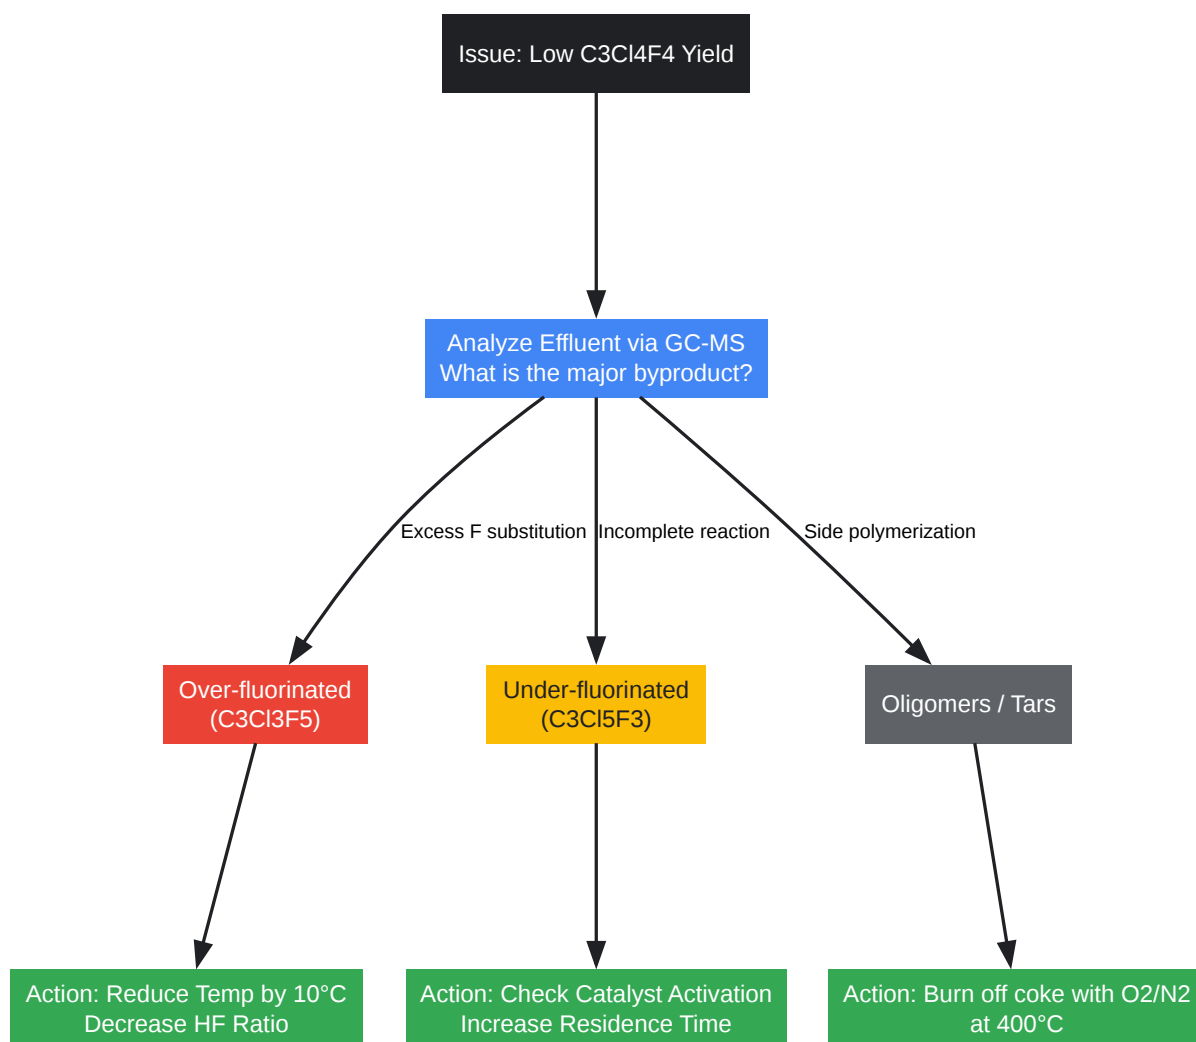 Issue: Low C3Cl4F4 Yield
Analyze Effluent via GC-MS
What is the major byproduct?
Excess F substitution
Incomplete reaction
Side polymerization
Over-fluorinated
(C3Cl3F5)
Under-fluorinated
(C3Cl5F3)
Oligomers / Tars
Action: Reduce Temp by 10°C
Decrease HF Ratio
Action: Check Catalyst Activation
Increase Residence Time
Action: Burn off coke with O2/N2
at 400°C